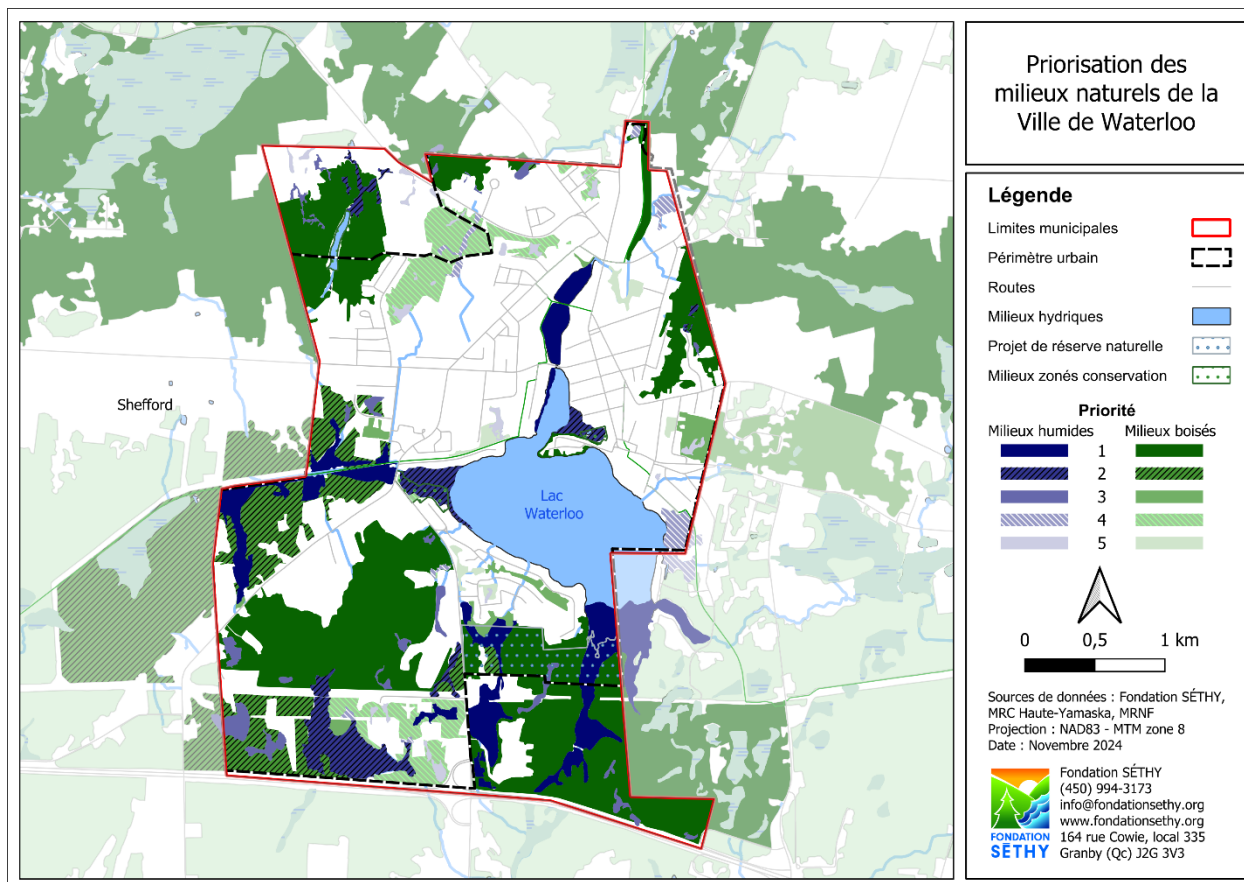 Priorisation des
milieux naturels de la
Ville de Waterloo
Légende
Limites municipales
Périmètre urbain
Routes
Milieux hydriques
Projet de réserve naturelle
Milieux zonés conservation
Priorité
Milieux humides Milieux boisés
1
2
3
4
5
0 0,5 1 km
Sources de données : Fondation SÉTHY,
MRC Haute-Yamaska, MRNF
Projection : NAD83 - MTM zone 8
Date : Novembre 2024
Fondation SÉTHY
(450) 994-3173
info@fondationsethy.org
www.fondationsethy.org
164 rue Cowie, local 335
Granby (Qc) J2G 3V3
FONDATION
SÉTHY
Shefford
Lac
Waterloo